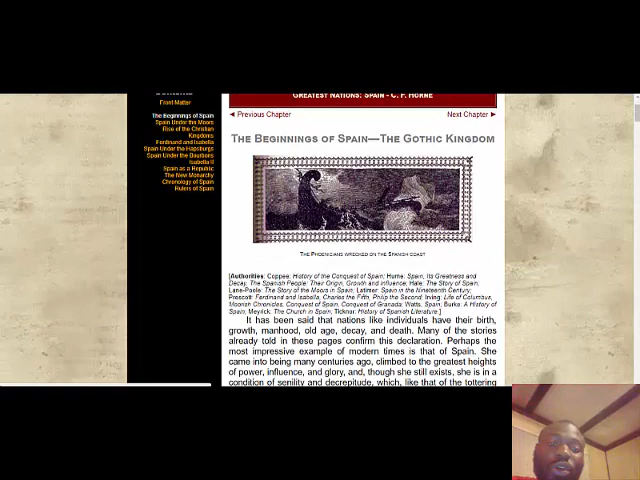 Front Matter
The Beginnings of Spain
Spain Under the Moors
Rise of the Christian
Kingdoms
Ferdinand and Isabella
Spain Under the Hapsburgs
Spain Under the Bourbons
Isabella II
Spain as a Republic
The New Monarchy
Chronology of Spain
Rulers of Spain
GREATEST NATIONS: SPAIN - C. F. HORNE
◄ Previous Chapter
Next Chapter ►
THE BEGINNINGS OF SPAIN—THE GOTHIC KINGDOM
THE PHOENICIANS WRECKED ON THE SPANISH COAST
[Authorities: Coppee: History of the Conquest of Spain; Hume: Spain, Its Greatness and
Decay, The Spanish People: Their Origin, Growth and Influence; Hale: The Story of Spain;
Lane-Poole: The Story of the Moors in Spain; Latimer: Spain in the Nineteenth Century;
Prescott: Ferdinand and Isabella, Charles the Fifth, Philip the Second; Irving: Life of Columbus,
Moorish Chronicles, Conquest of Spain, Conquest of Granada; Watts, Spain; Burke: A History of
Spain; Meyrick: The Church in Spain; Ticknor: History of Spanish Literature.]
It has been said that nations like individuals have their birth,
growth, manhood, old age, decay, and death. Many of the stories
already told in these pages confirm this declaration. Perhaps the
most impressive example of modern times is that of Spain. She
came into being many centuries ago, climbed to the greatest heights
of power, influence, and glory, and, though she still exists, she is in a
condition of senility and decrepitude, which, like that of the tottering